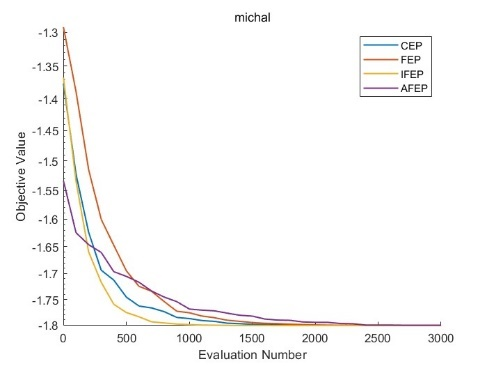 michal
-1.3
-1.35
-1.4
-1.45
-1.5
-1.55
-1.6
-1.65
-1.7
-1.75
-1.8
Objective Value
CEP
FEP
IFEP
AFEP
0 500 1000 1500 2000 2500 3000
Evaluation Number